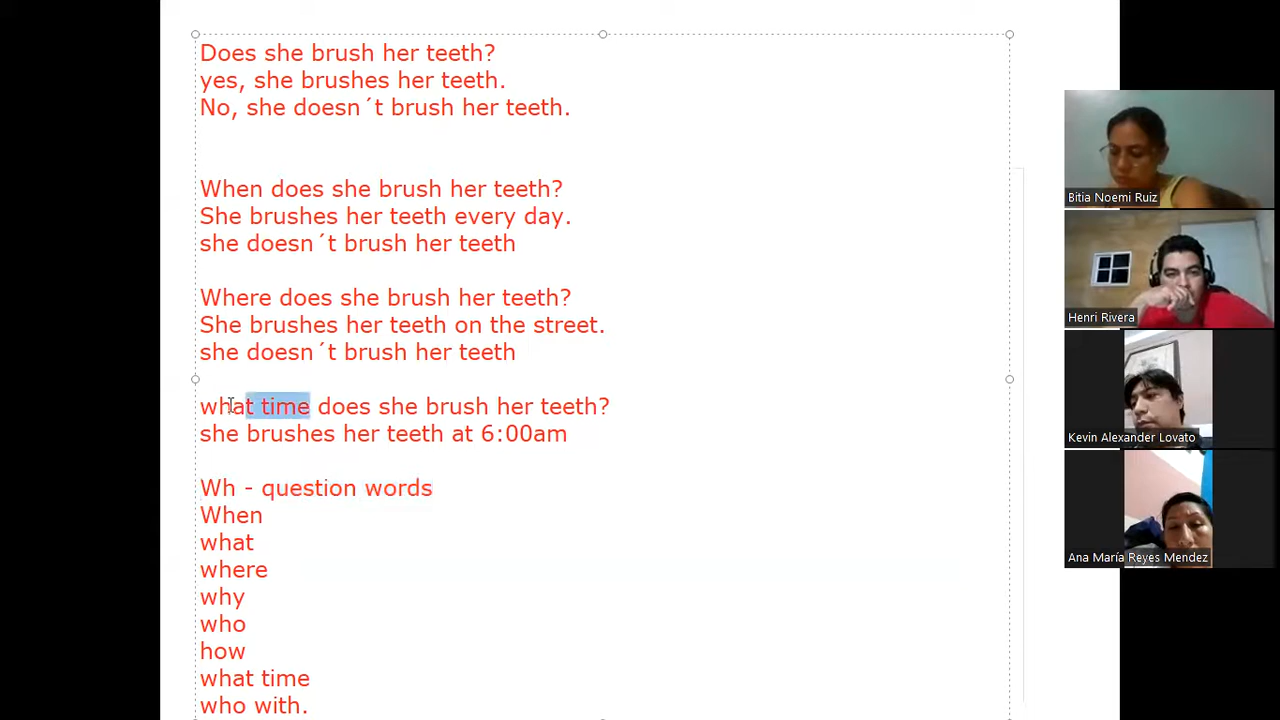 Does she brush her teeth?
yes, she brushes her teeth.
No, she doesn´t brush her teeth.
When does she brush her teeth?
She brushes her teeth every day.
she doesn´t brush her teeth
Where does she brush her teeth?
She brushes her teeth on the street.
she doesn´t brush her teeth
what time does she brush her teeth?
she brushes her teeth at 6:00am
Wh - question words
When
what
where
why
who
how
what time
who with.
Bitia Noemi Ruiz
Henri Rivera
Kevin Alexander Lovato
Ana María Reyes Mendez